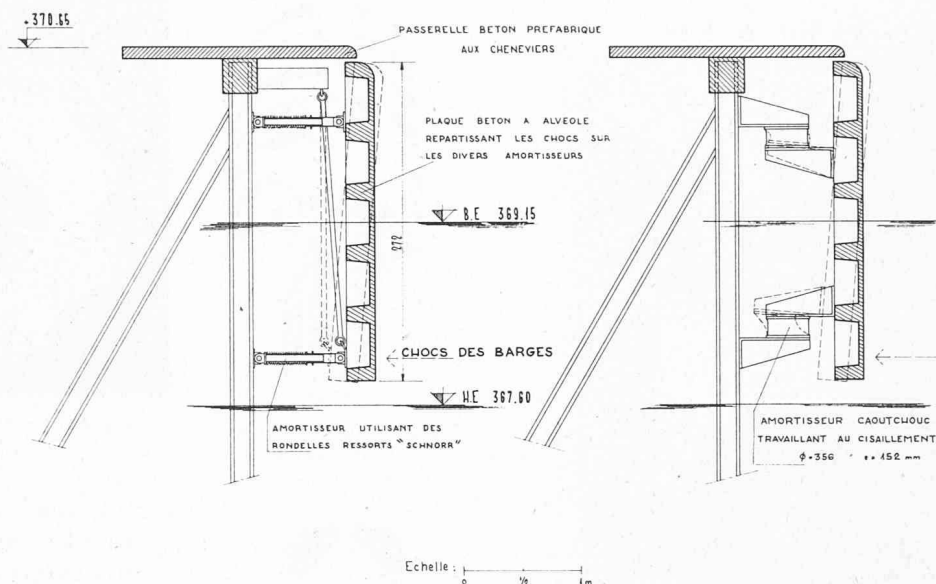 +370.65
PASSERELLE BETON PREFABRIQUE
AUX CHENEVIERS
PLAQUE BETON A ALVEOLE
REPARTISSANT LES CHOCS SUR
LES DIVERS AMORTISSEURS
B.E 369.15
272
CHOCS DES BARGES
H.E 367.60
AMORTISSEUR UTILISANT DES
RONDELLES RESSORTS "SCHNORR"
AMORTISSEUR CAOUTCHOUC
TRAVAILLANT AU CISAILLEMENT
ϕ=356 152 mm
Echelle :
0 ½ 1m